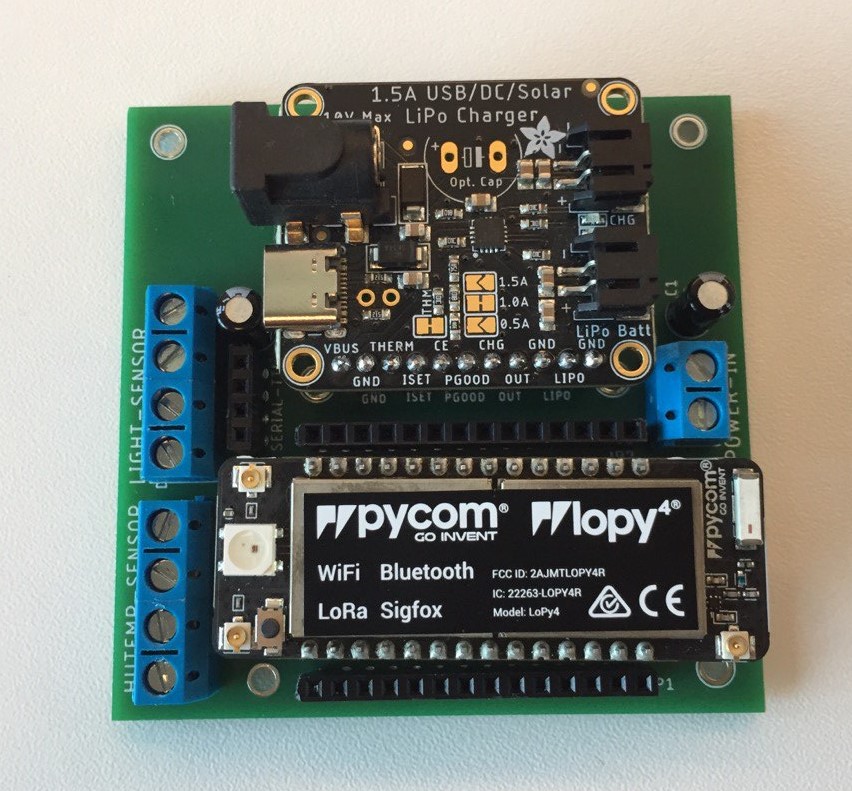 1.5A USB/DC/Solar
10V Max LiPo Charger
+
Opt. Cap
CHG
+
1.5A
1.0A
0.5A
THM
+
LiPo Batt
C1
VBUS THERM CE CHG GND GND
GND ISET PGOOD OUT LIPO
GND ISET PGOOD OUT LIPO
LIGHT-SENSOR
POWER-IN
HUTEMP-SENSOR
pycom®
GO INVENT
lopy4®
WiFi Bluetooth
LoRa Sigfox
FCC ID: 2AJMTLOPY4R
IC: 22263-LOPY4R
Model: LoPy4
CE
pycom®
GO INVENT
P1